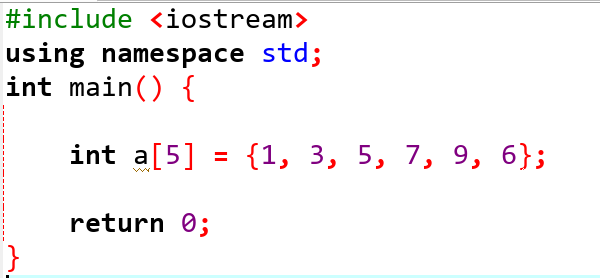 #include <iostream>
using namespace std;
int main() {
int a[5] = {1, 3, 5, 7, 9, 6};
return 0;
}